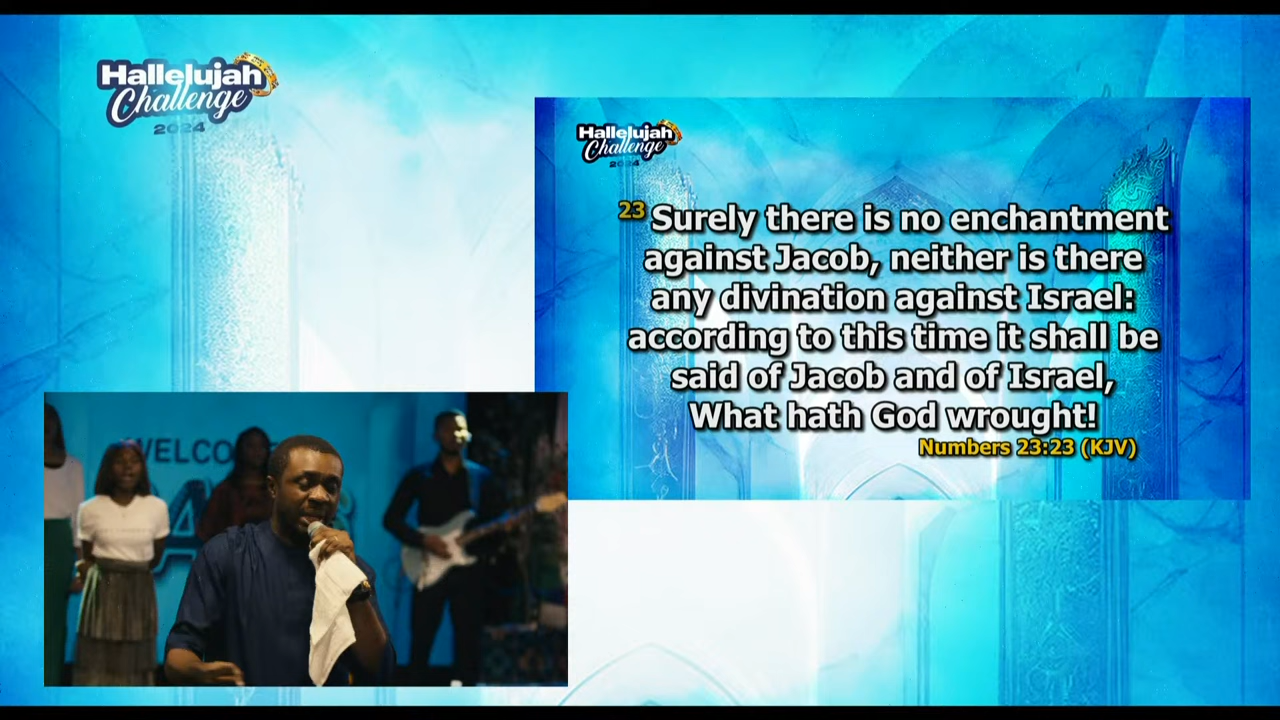 Hallelujah
Challenge
2024
Hallelujah
Challenge
2024
23 Surely there is no enchantment
against Jacob, neither is there
any divination against Israel:
according to this time it shall be
said of Jacob and of Israel,
What hath God wrought!
Numbers 23:23 (KJV)